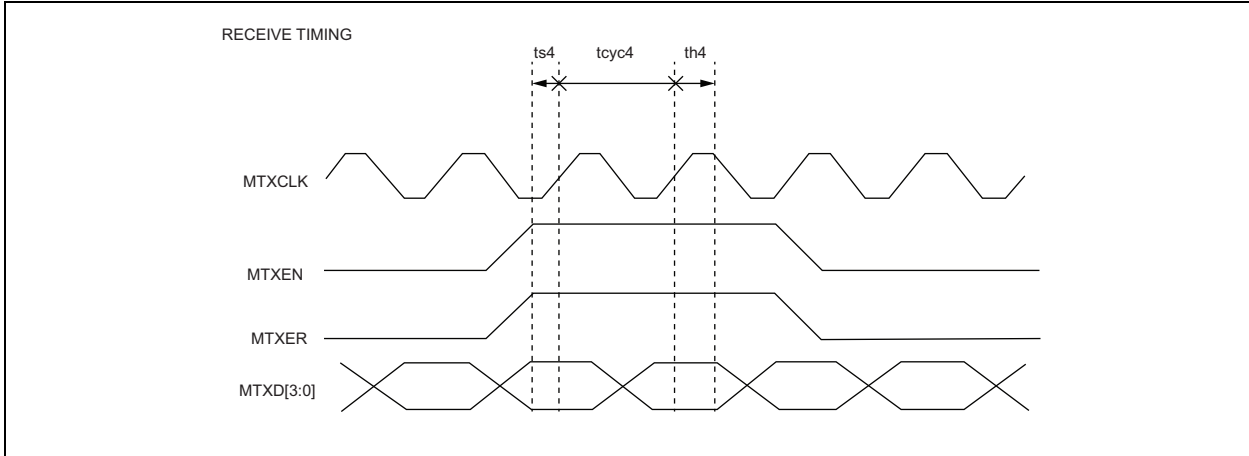 RECEIVE TIMING
ts4 tcyc4 th4
MTXCLK
MTXEN
MTXER
MTXD[3:0]